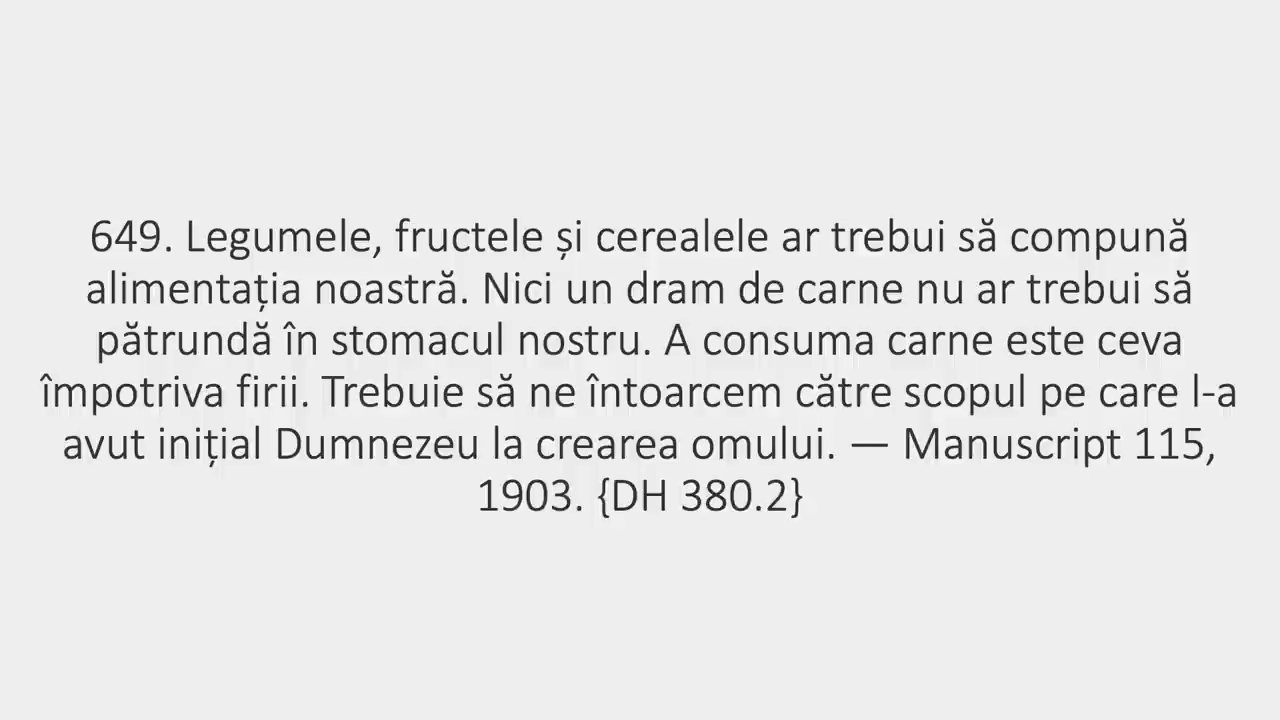 649. Legumele, fructele și cerealele ar trebui să compună
alimentația noastră. Nici un dram de carne nu ar trebui să
pătrundă în stomacul nostru. A consuma carne este ceva
împotriva firii. Trebuie să ne întoarcem către scopul pe care l-a
avut inițial Dumnezeu la crearea omului. — Manuscript 115,
1903. {DH 380.2}